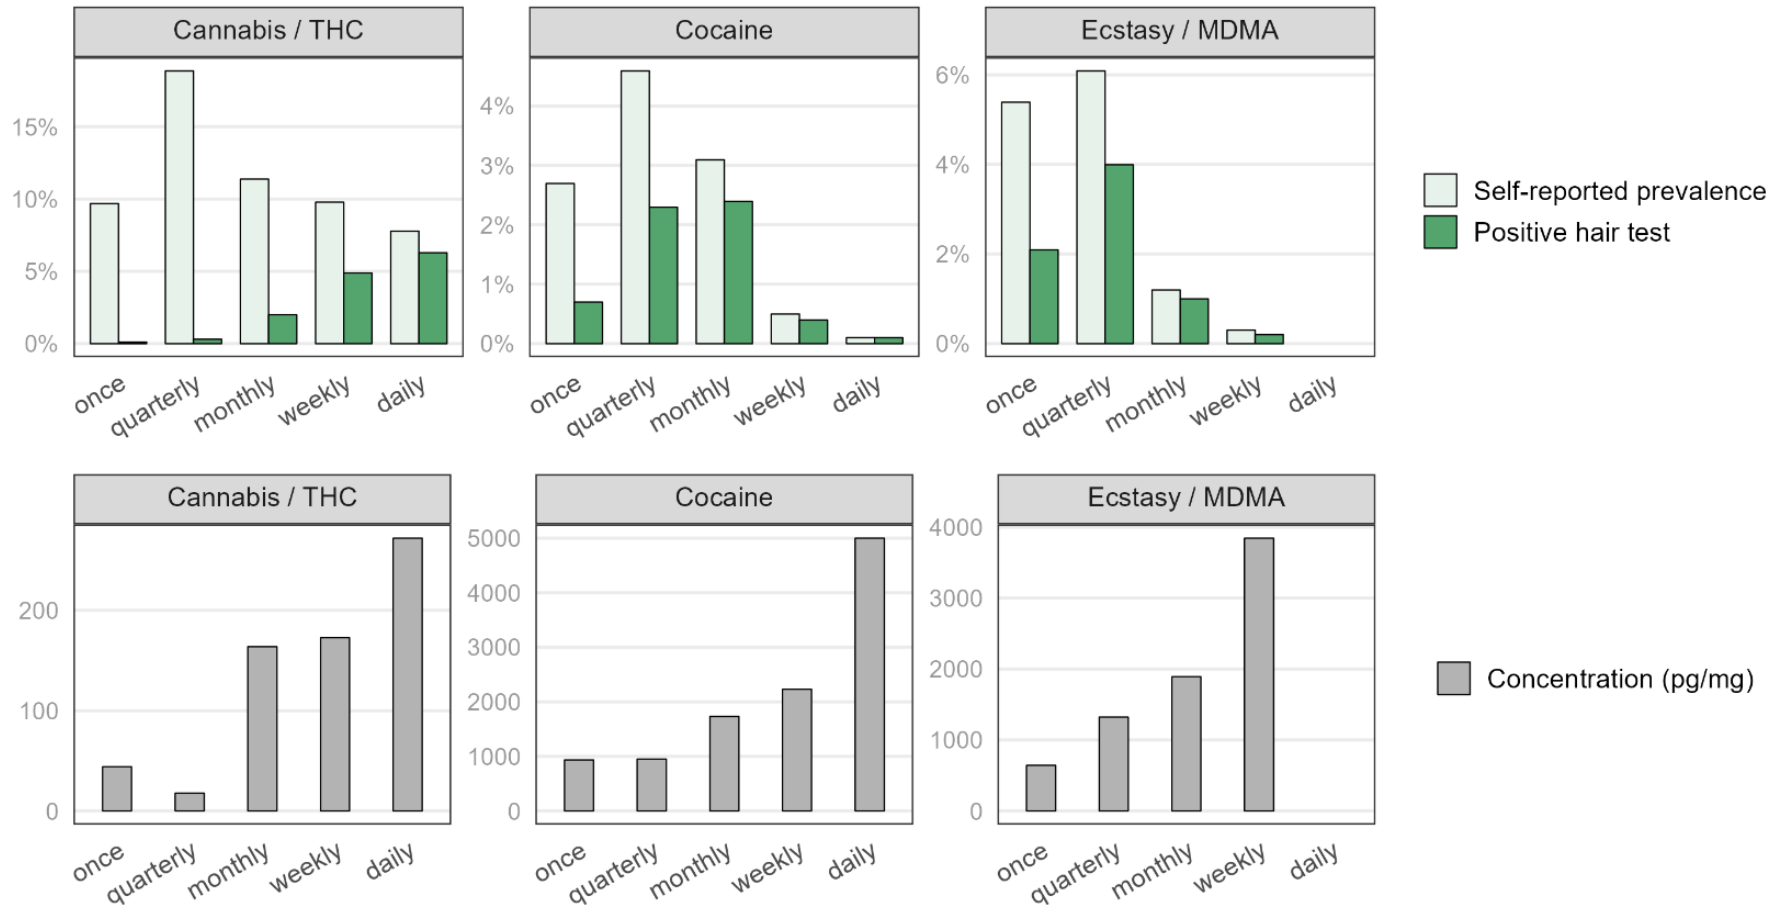 Cannabis / THC
Cocaine
Ecstasy / MDMA
15%
10%
5%
0%
4%
3%
2%
1%
0%
6%
4%
2%
0%
once
quarterly
monthly
weekly
daily
once
quarterly
monthly
weekly
daily
once
quarterly
monthly
weekly
daily
Self-reported prevalence
Positive hair test
Cannabis / THC
Cocaine
Ecstasy / MDMA
200
100
0
5000
4000
3000
2000
1000
0
4000
3000
2000
1000
0
once
quarterly
monthly
weekly
daily
once
quarterly
monthly
weekly
daily
once
quarterly
monthly
weekly
daily
Concentration (pg/mg)